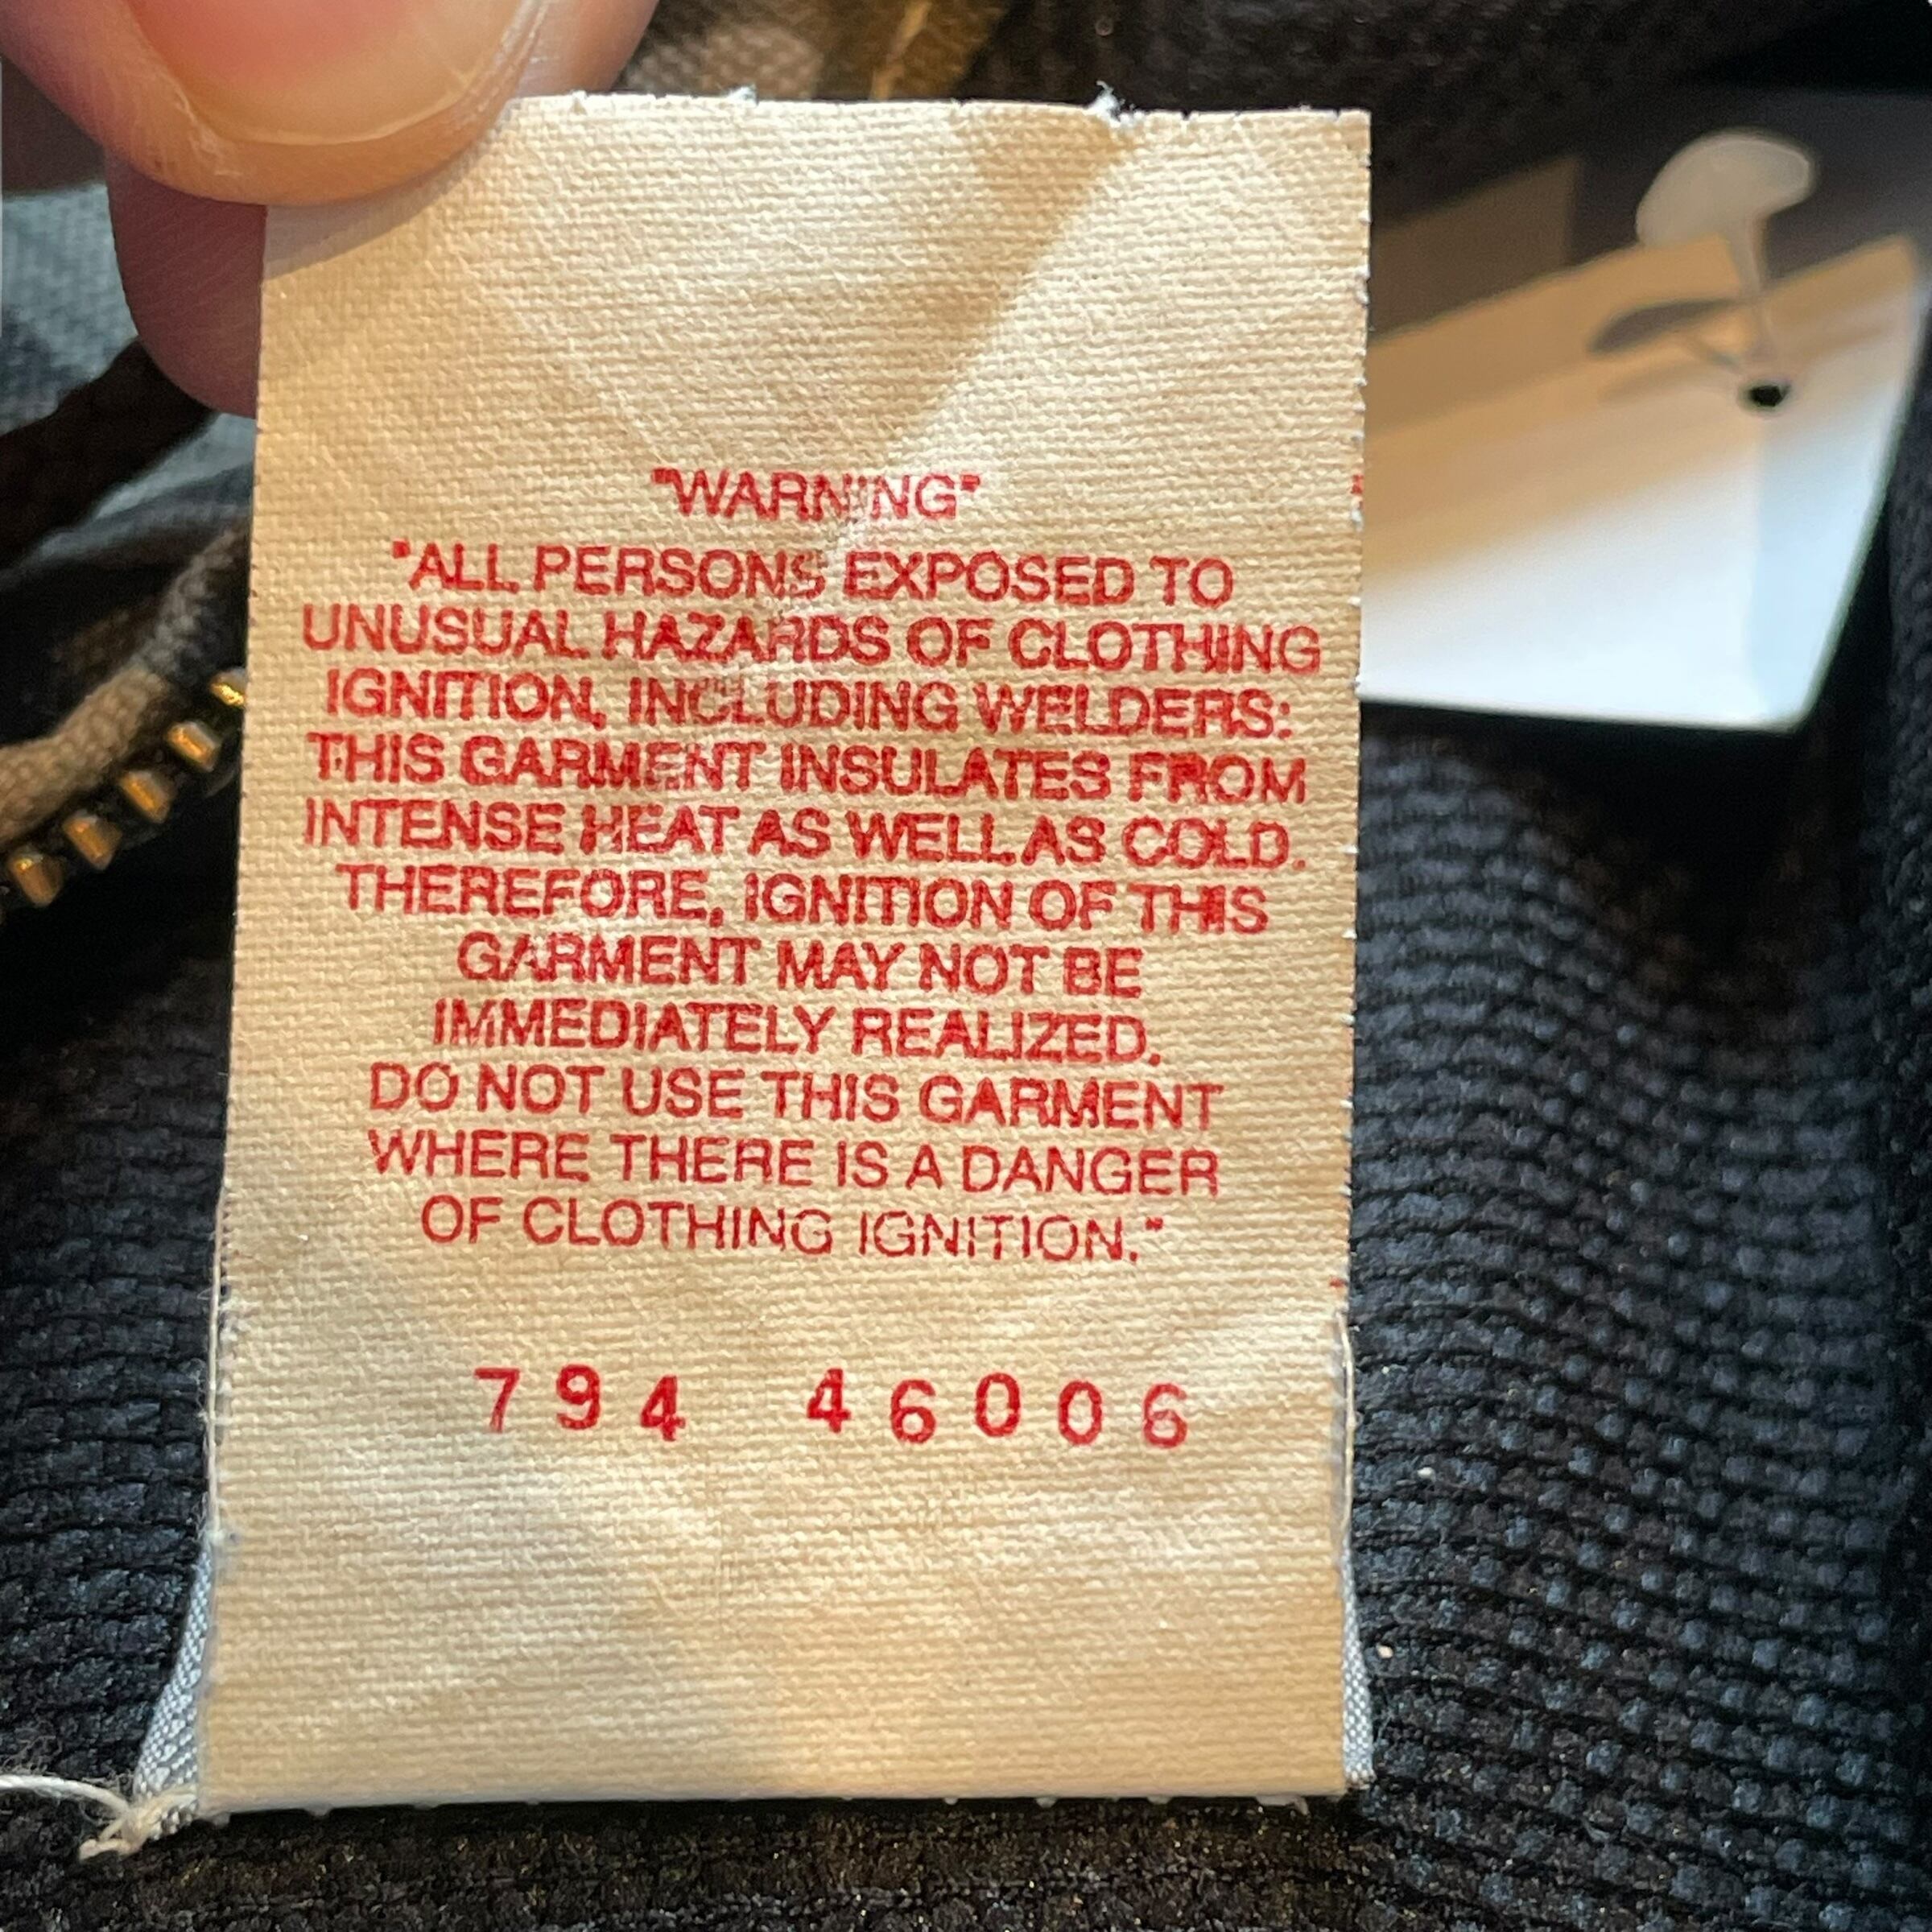 "WARNING"
"ALL PERSONS EXPOSED TO
UNUSUAL HAZARDS OF CLOTHING
IGNITION, INCLUDING WELDERS:
THIS GARMENT INSULATES FROM
INTENSE HEAT AS WELL AS COLD.
THEREFORE, IGNITION OF THIS
GARMENT MAY NOT BE
IMMEDIATELY REALIZED.
DO NOT USE THIS GARMENT
WHERE THERE IS A DANGER
OF CLOTHING IGNITION."
794 46006